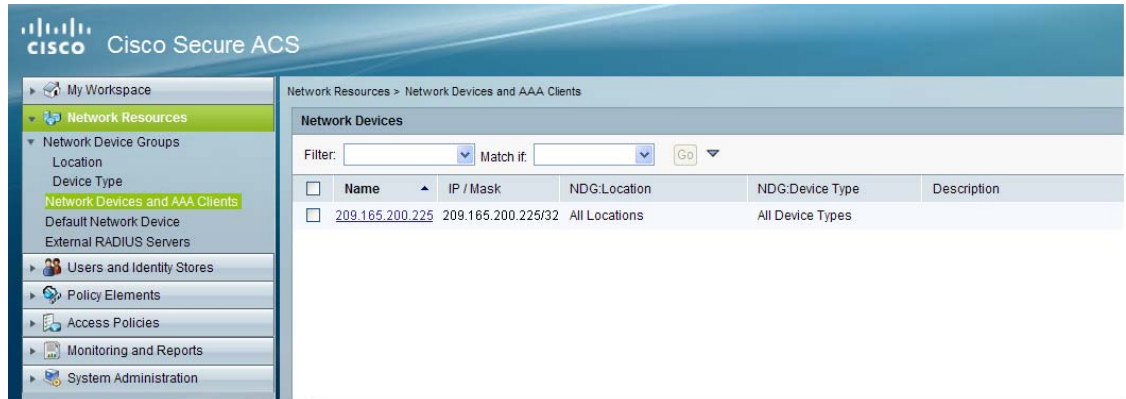 CISCO Cisco Secure ACS
My Workspace
Network Resources
Network Device Groups
Location
Device Type
Network Devices and AAA Clients
Default Network Device
External RADIUS Servers
Users and Identity Stores
Policy Elements
Access Policies
Monitoring and Reports
System Administration
Network Resources > Network Devices and AAA Clients
Network Devices
Filter: Match if: Go
Name IP / Mask NDG:Location NDG:Device Type Description
209.165.200.225 209.165.200.225/32 All Locations All Device Types